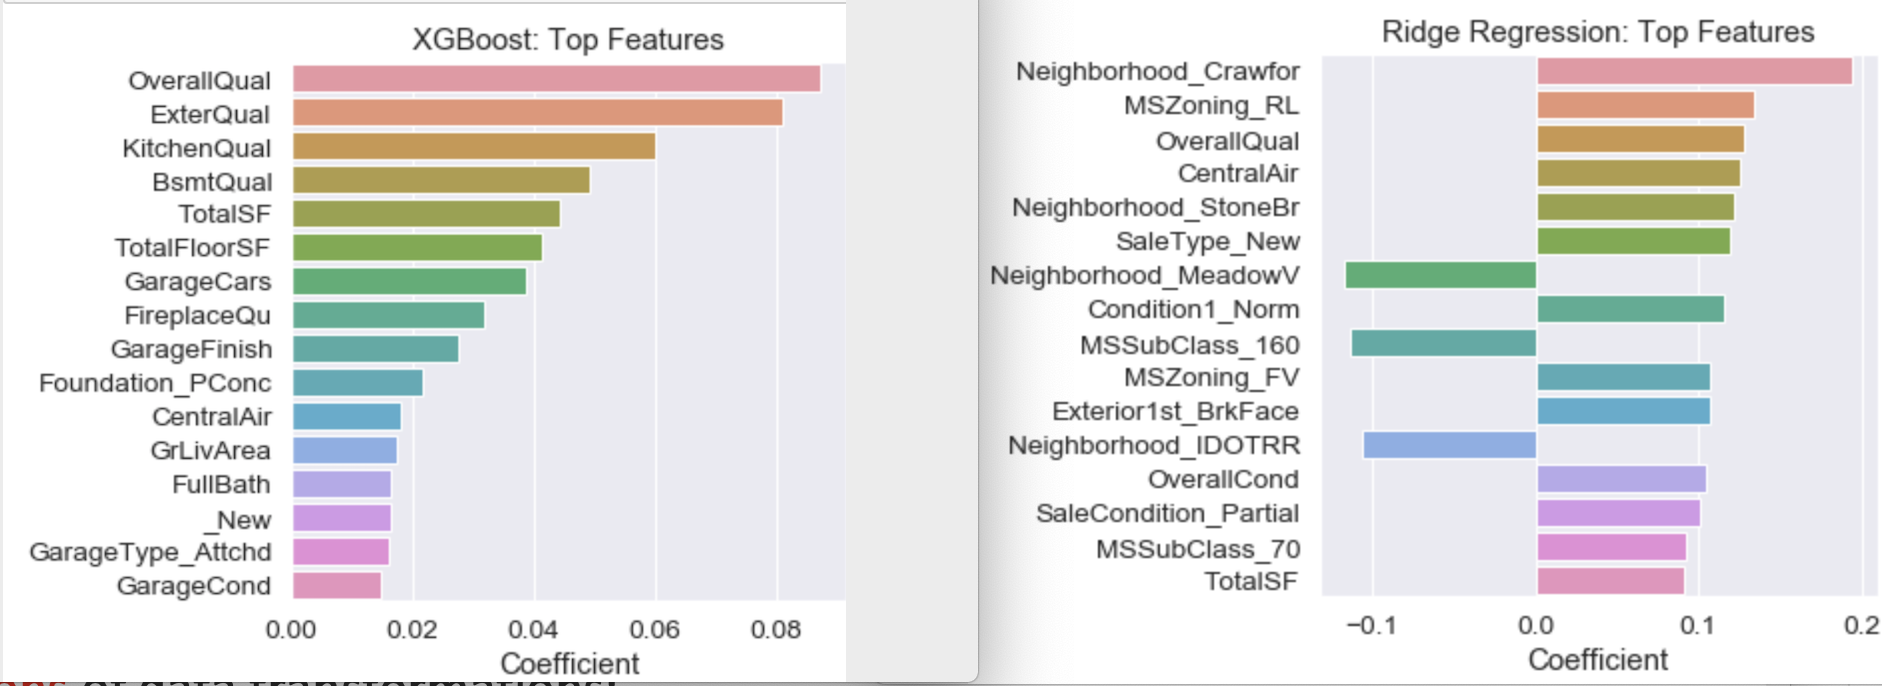 XGBoost: Top Features
OverallQual
ExterQual
KitchenQual
BsmtQual
TotalSF
TotalFloorSF
GarageCars
FireplaceQu
GarageFinish
Foundation_PConc
CentralAir
GrLivArea
FullBath
_New
GarageType_Attchd
GarageCond
0.00 0.02 0.04 0.06 0.08
Coefficient
of data transformations!
Ridge Regression: Top Features
Neighborhood_Crawfor
MSZoning_RL
OverallQual
CentralAir
Neighborhood_StoneBr
SaleType_New
Neighborhood_MeadowV
Condition1_Norm
MSSubClass_160
MSZoning_FV
Exterior1st_BrkFace
Neighborhood_IDOTRR
OverallCond
SaleCondition_Partial
MSSubClass_70
TotalSF
−0.1 0.0 0.1 0.2
Coefficient